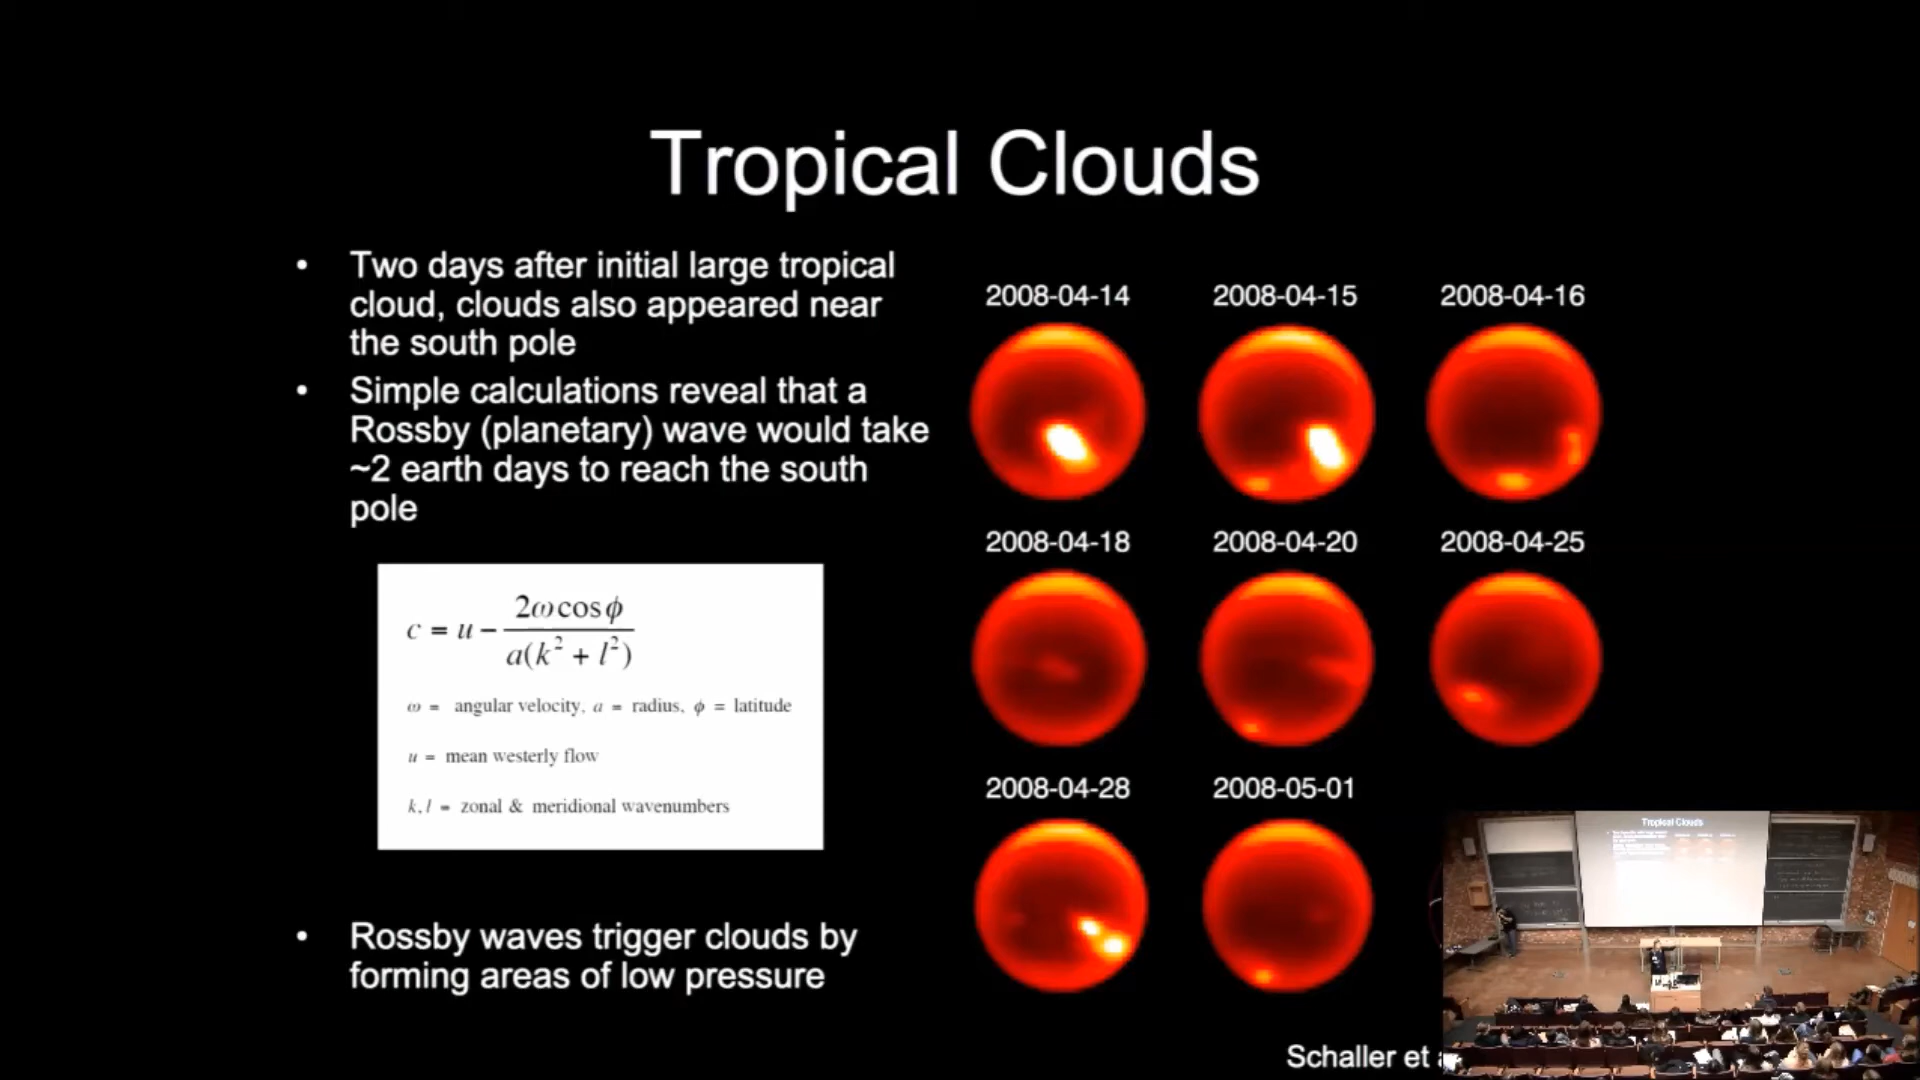 Tropical Clouds
• Two days after initial large tropical
cloud, clouds also appeared near
the south pole
• Simple calculations reveal that a
Rossby (planetary) wave would take
~2 earth days to reach the south
pole
c = u − 2ω cos ϕ / a(k² + l²)
ω = angular velocity, a = radius, ϕ = latitude
u = mean westerly flow
k, l = zonal & meridional wavenumbers
• Rossby waves trigger clouds by
forming areas of low pressure
2008-04-14 2008-04-15 2008-04-16
2008-04-18 2008-04-20 2008-04-25
2008-04-28 2008-05-01
Schaller et
Tropical Clouds